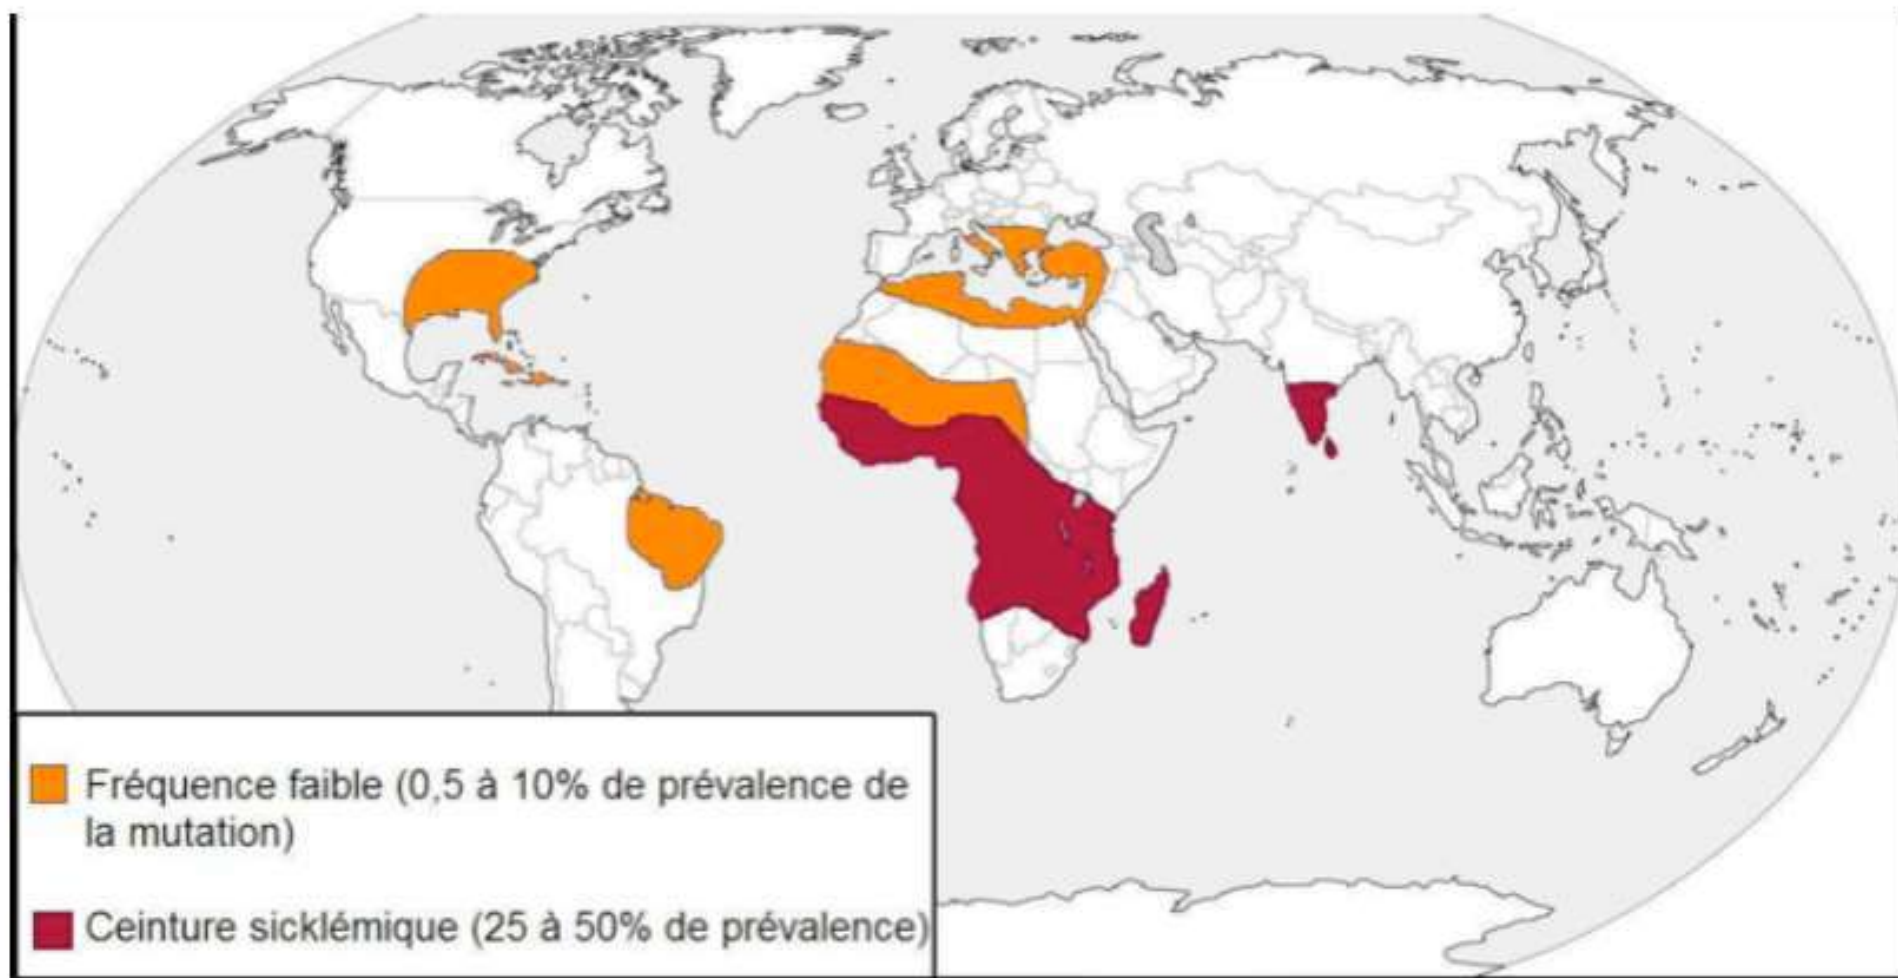 Fréquence faible (0,5 à 10% de prévalence de
la mutation)
Ceinture sicklémique (25 à 50% de prévalence)